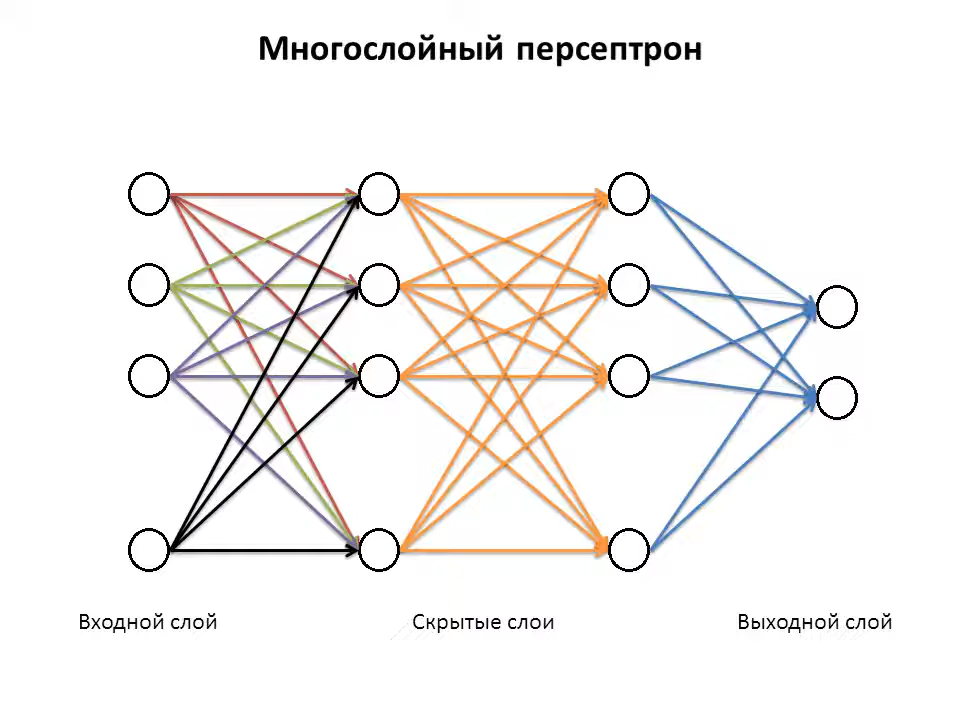 Многослойный персептрон
Входной слой
Скрытые слои
Выходной слой